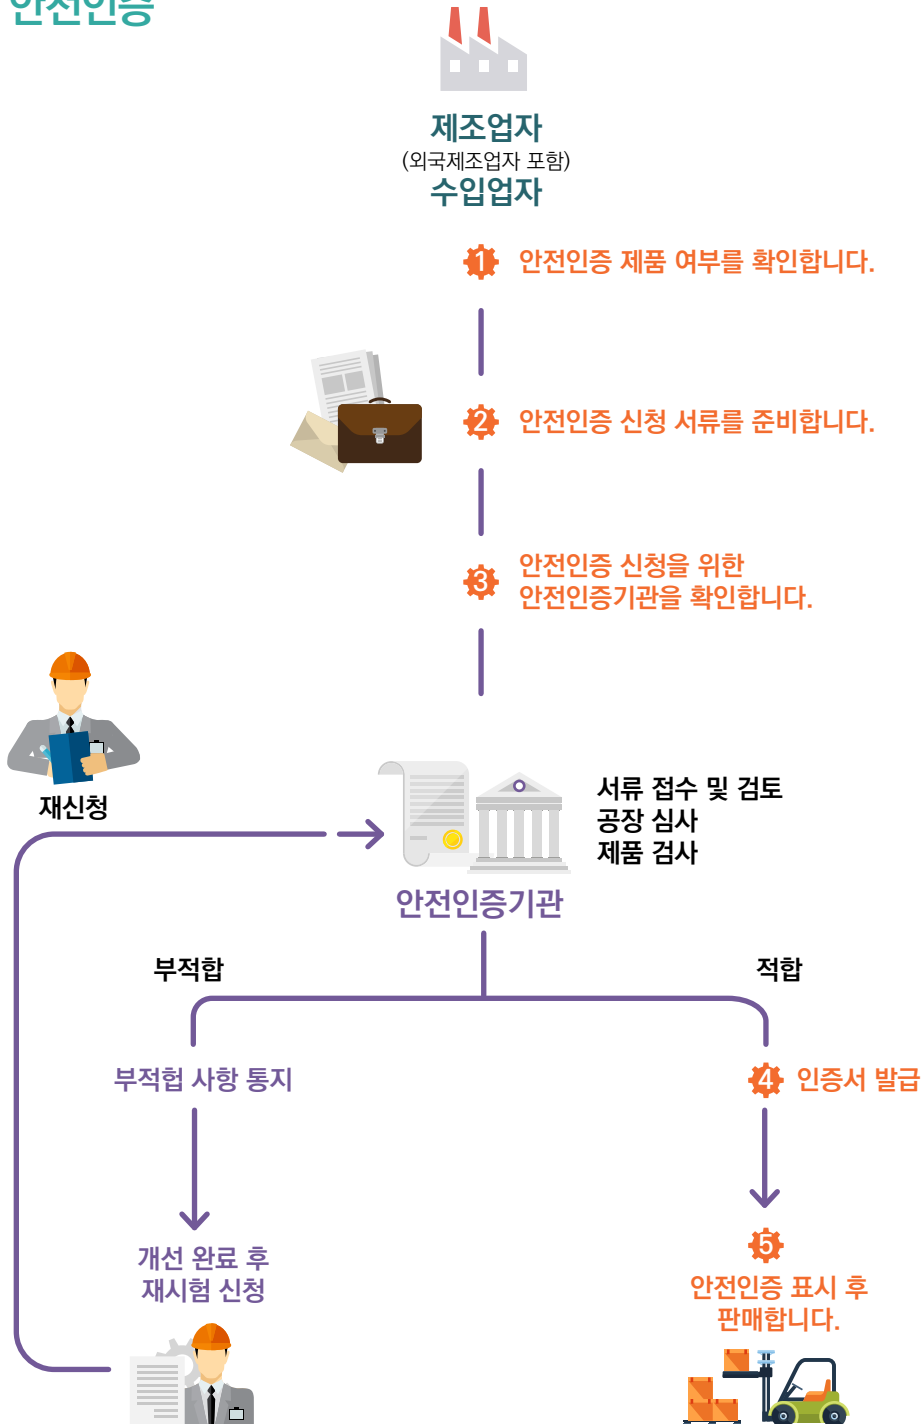 안전인증
제조업자
(외국제조업자 포함)
수입업자
1 안전인증 제품 여부를 확인합니다.
2 안전인증 신청 서류를 준비합니다.
3 안전인증 신청을 위한
안전인증기관을 확인합니다.
재신청
서류 접수 및 검토
공장 심사
제품 검사
안전인증기관
부적합
적합
부적헙 사항 통지
4 인증서 발급
개선 완료 후
재시험 신청
5
안전인증 표시 후
판매합니다.